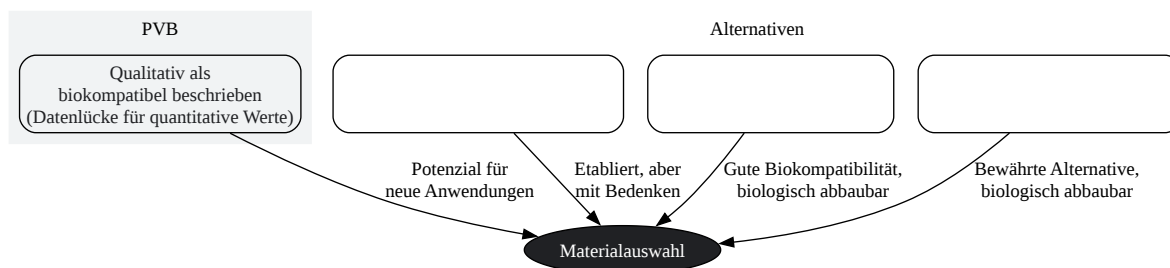 PVB
Alternativen
Qualitativ als
biokompatibel beschrieben
(Datenlücke für quantitative Werte)
Potenzial für
neue Anwendungen
Etabliert, aber
mit Bedenken
Gute Biokompatibilität,
biologisch abbaubar
Bewährte Alternative,
biologisch abbaubar
Materialauswahl